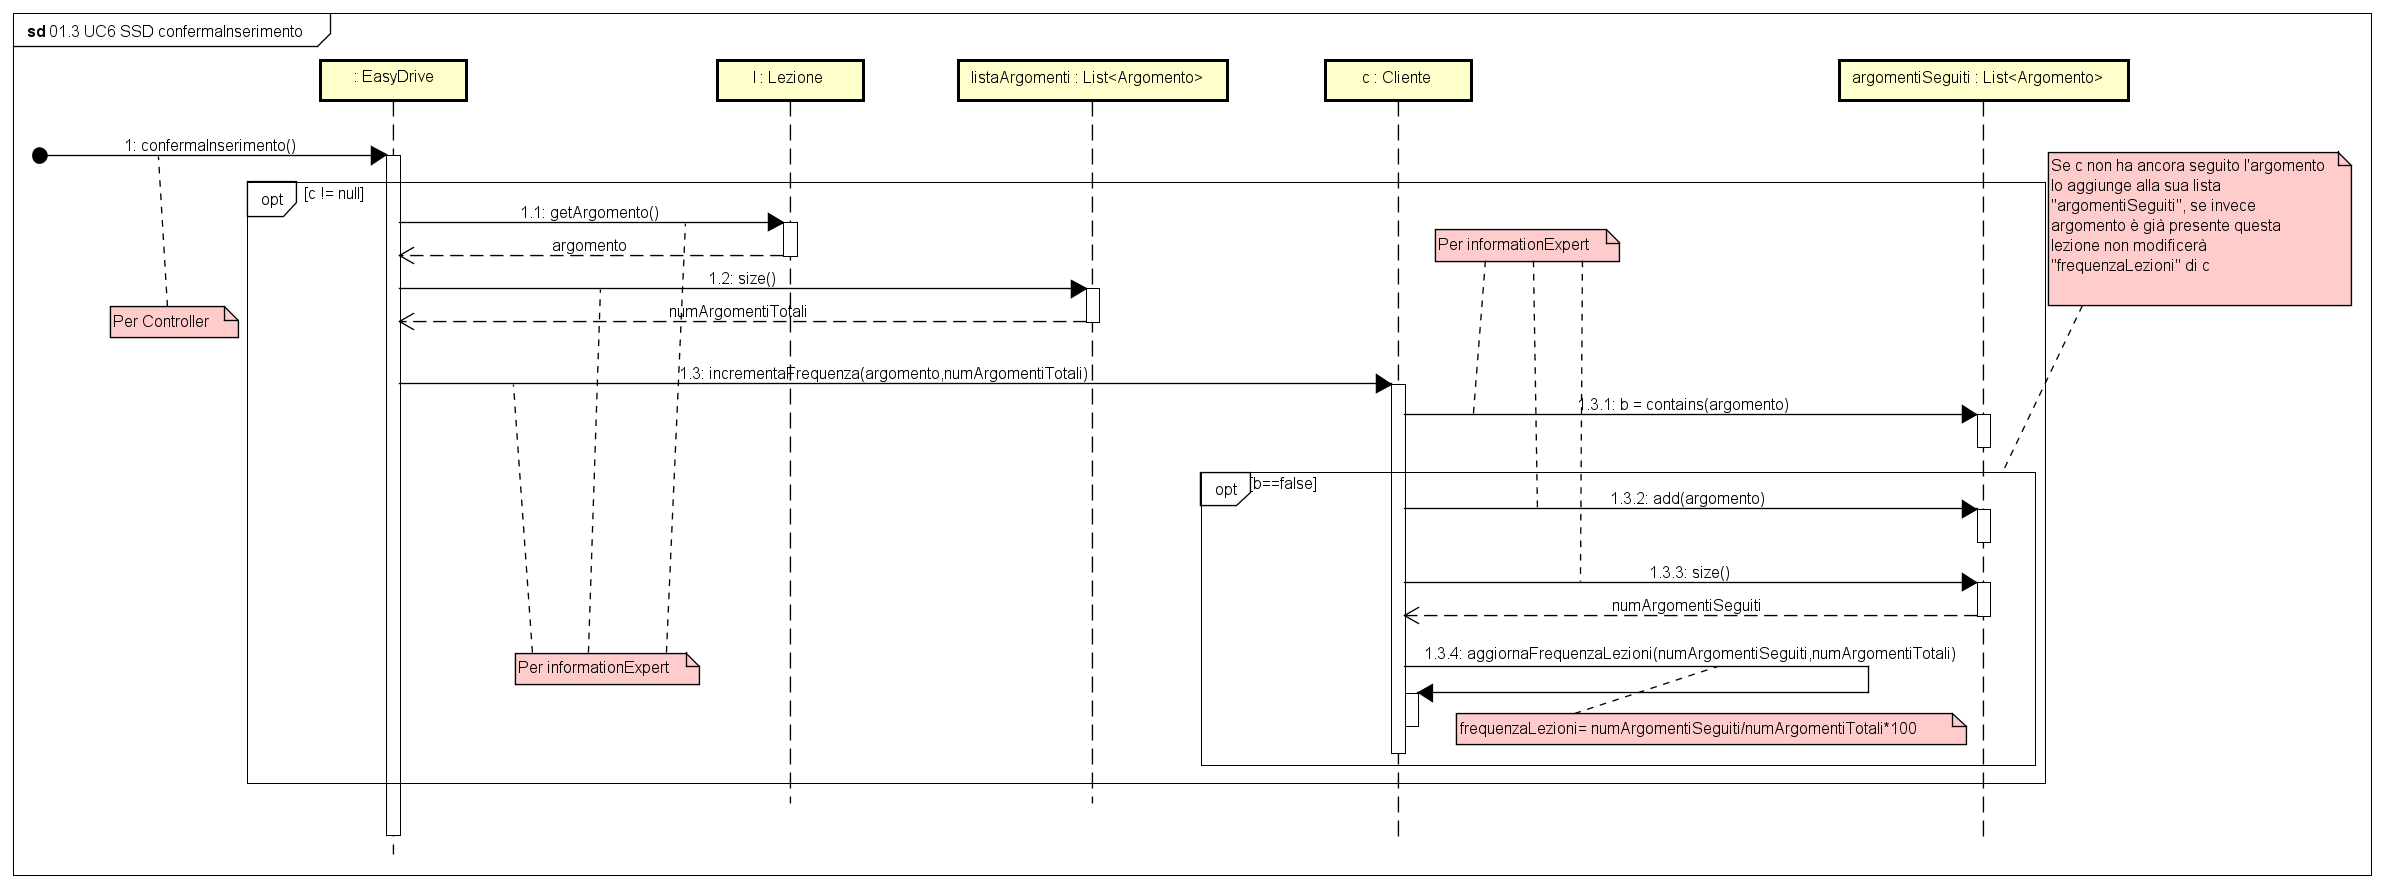 sd 01.3 UC6 SSD confermaInserimento
: EasyDrive
l : Lezione
listaArgomenti : List<Argomento>
c : Cliente
argomentiSeguiti : List<Argomento>
1: confermaInserimento()
Se c non ha ancora seguito l'argomento
lo aggiunge alla sua lista
"argomentiSeguiti", se invece
argomento è già presente questa
lezione non modificerà
"frequenzaLezioni" di c
opt
[c != null]
1.1: getArgomento()
argomento
Per informationExpert
1.2: size()
numArgomentiTotali
Per Controller
1.3: incrementaFrequenza(argomento,numArgomentiTotali)
1.3.1: b = contains(argomento)
opt
[b==false]
1.3.2: add(argomento)
1.3.3: size()
numArgomentiSeguiti
1.3.4: aggiornaFrequenzaLezioni(numArgomentiSeguiti,numArgomentiTotali)
Per informationExpert
frequenzaLezioni= numArgomentiSeguiti/numArgomentiTotali*100